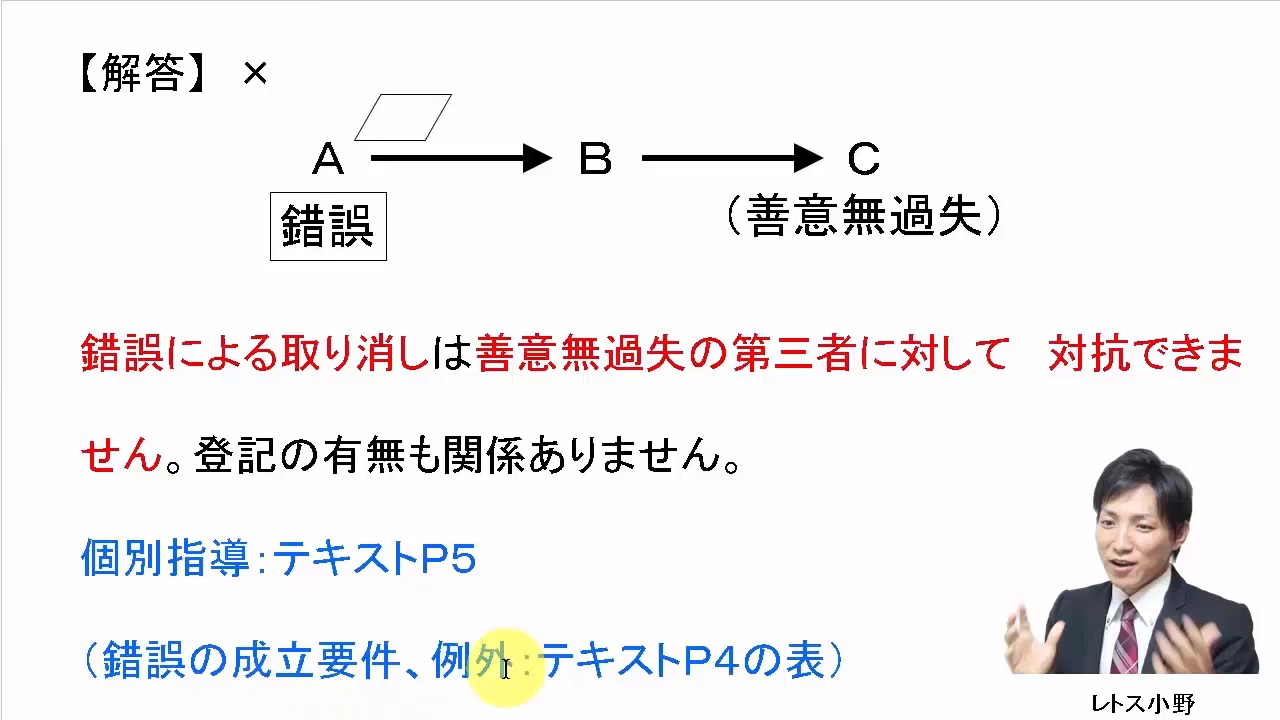 【解答】 ×
A B C
錯誤 （善意無過失）
錯誤による取り消しは善意無過失の第三者に対して 対抗できま
せん。登記の有無も関係ありません。
個別指導：テキストP5
（錯誤の成立要件、例外：テキストP4の表）
レトス小野